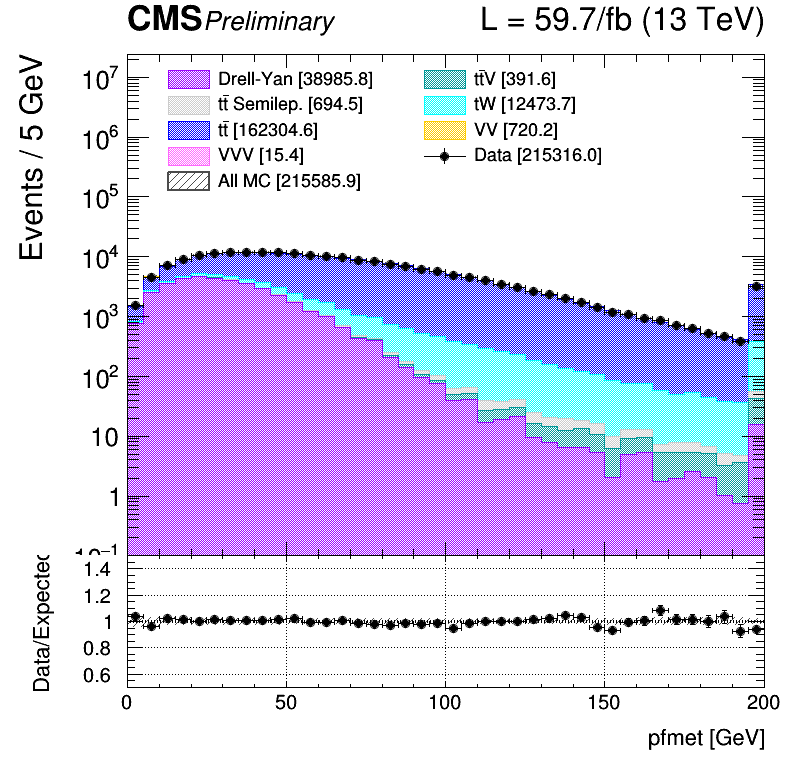 CMS Preliminary L = 59.7/fb (13 TeV)
Events / 5 GeV
Drell-Yan [38985.8]
tt̄ Semilep. [694.5]
tt̄ [162304.6]
VVV [15.4]
All MC [215585.9]
tt̄V [391.6]
tW [12473.7]
VV [720.2]
Data [215316.0]
10⁷
10⁶
10⁵
10⁴
10³
10²
10
1
10⁻¹
Data/Expected
1.4
1.2
1
0.8
0.6
0 50 100 150 200
pfmet [GeV]